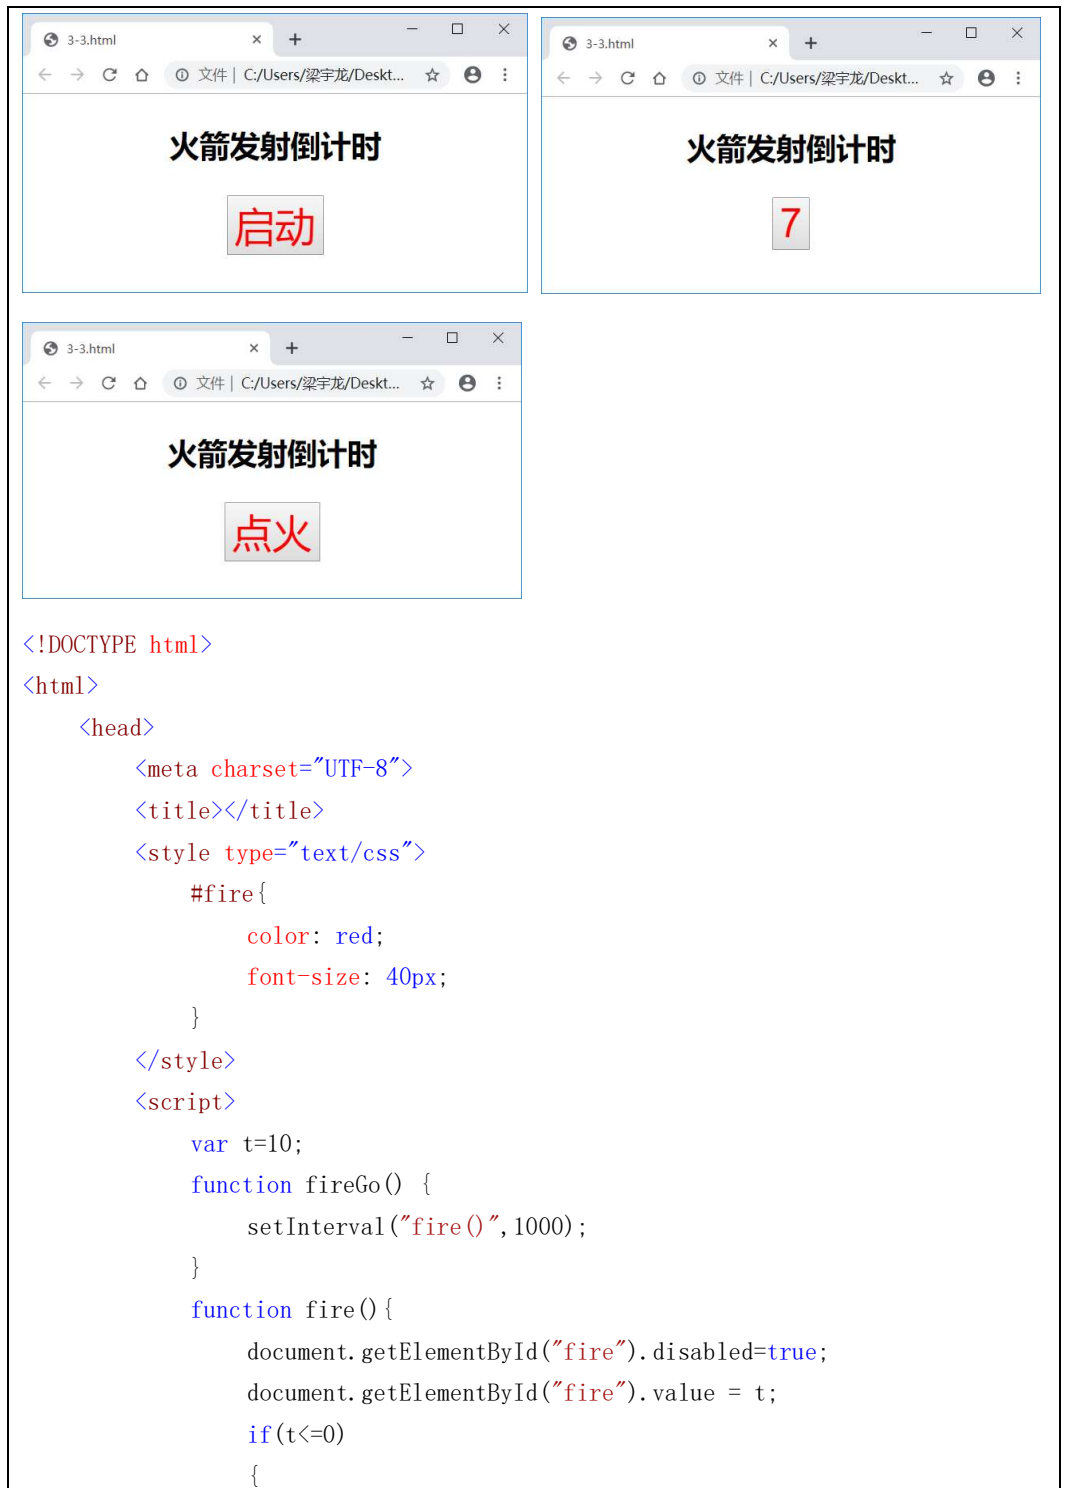 3-3.html
文件 | C:/Users/梁宇龙/Deskt...
火箭发射倒计时
启动
3-3.html
文件 | C:/Users/梁宇龙/Deskt...
火箭发射倒计时
7
3-3.html
文件 | C:/Users/梁宇龙/Deskt...
火箭发射倒计时
点火
<!DOCTYPE html>
<html>
<head>
<meta charset="UTF-8">
<title></title>
<style type="text/css">
#fire{
color: red;
font-size: 40px;
}
</style>
<script>
var t=10;
function fireGo() {
setInterval("fire()",1000);
}
function fire(){
document.getElementById("fire").disabled=true;
document.getElementById("fire").value = t;
if(t<=0)
{